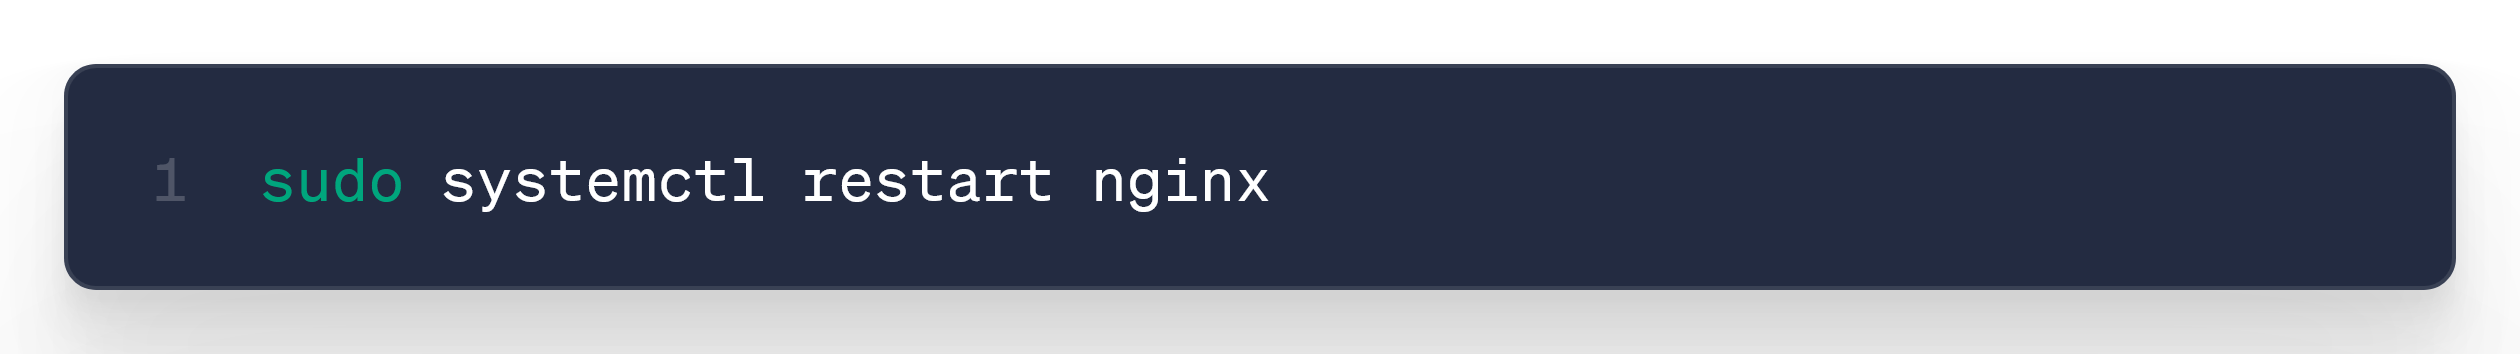 1 sudo systemctl restart nginx